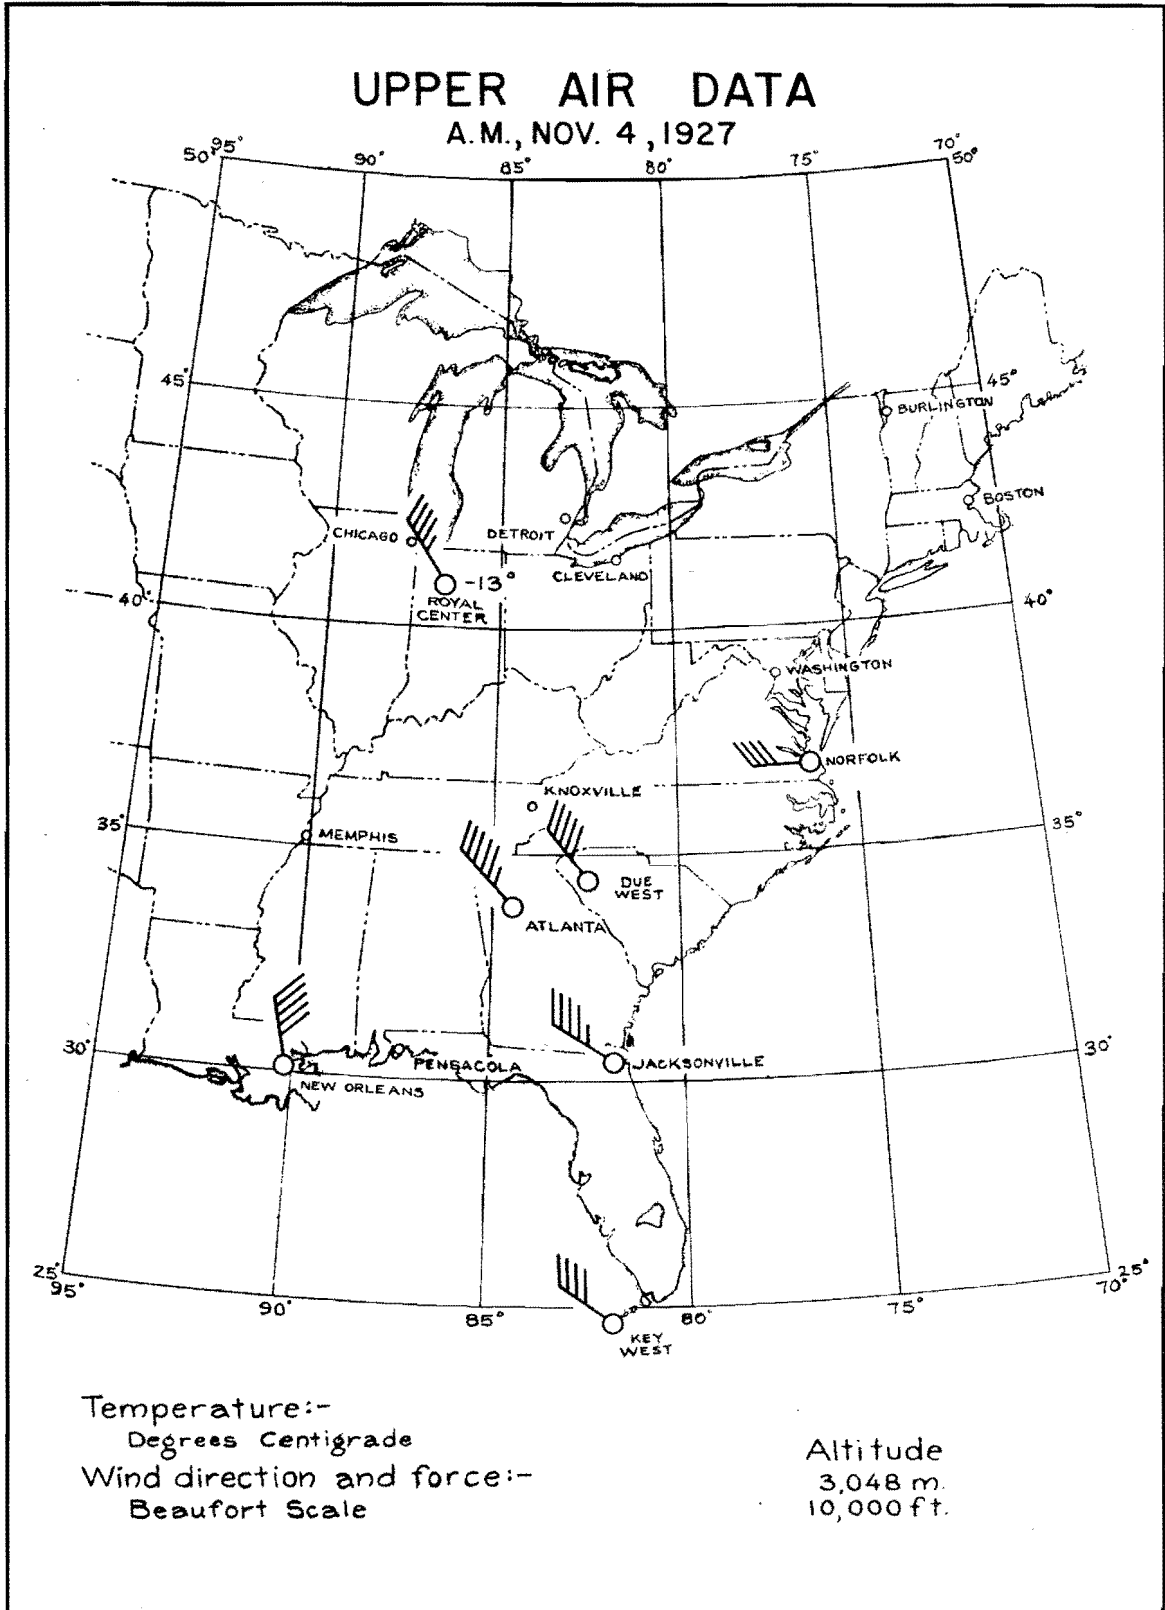 UPPER AIR DATA
A.M., NOV. 4, 1927
50° 95° 90° 85° 80° 75° 70° 50°
45° 45°
BURLINGTON
BOSTON
CHICAGO DETROIT
CLEVELAND
-13°
ROYAL
CENTER
40° 40°
WASHINGTON
NORFOLK
KNOXVILLE
35° MEMPHIS 35°
DUE
WEST
ATLANTA
30° 30°
PENSACOLA JACKSONVILLE
NEW ORLEANS
25° 25°
95° 90° 85° 80° 75° 70°
KEY
WEST
Temperature:-
Degrees Centigrade
Wind direction and force:-
Beaufort Scale
Altitude
3,048 m.
10,000 ft.